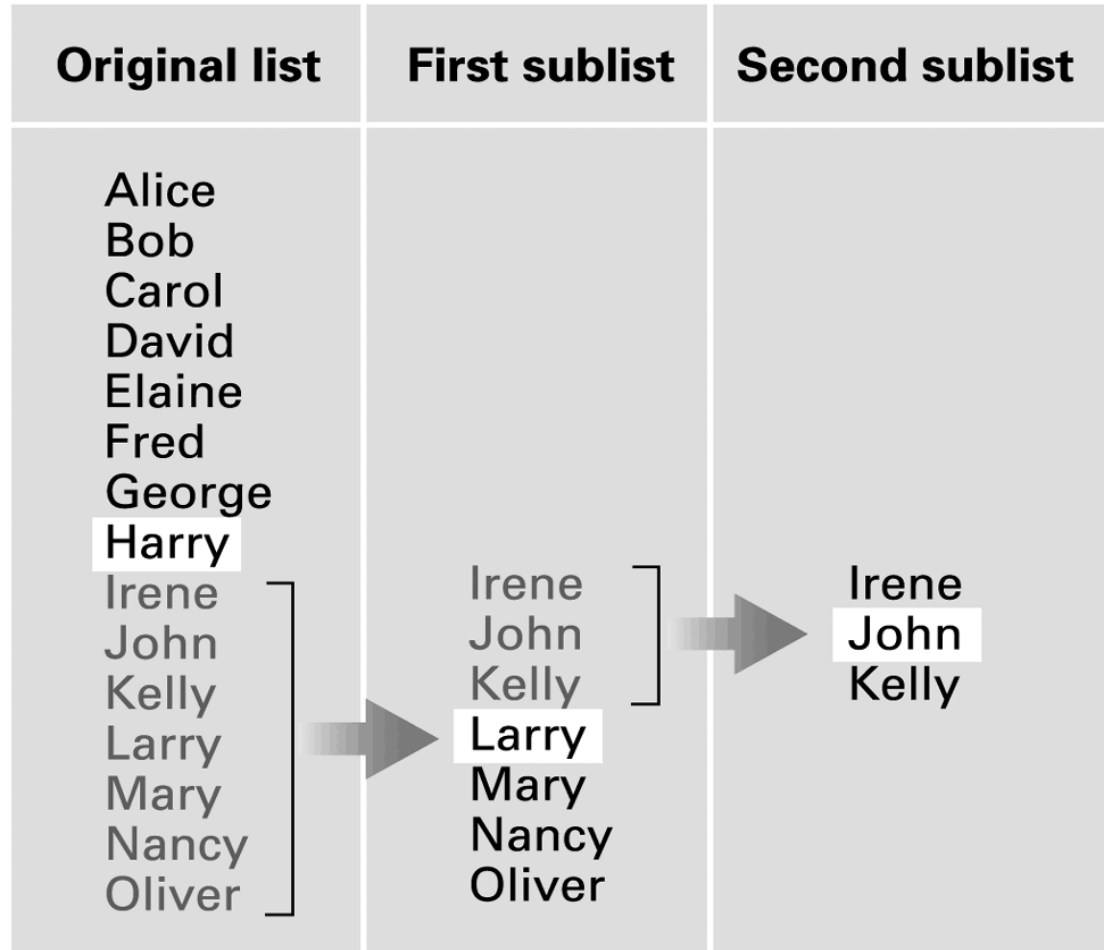 Original list
First sublist
Second sublist
Alice
Bob
Carol
David
Elaine
Fred
George
Harry
Irene
John
Kelly
Larry
Mary
Nancy
Oliver
Irene
John
Kelly
Larry
Mary
Nancy
Oliver
Irene
John
Kelly